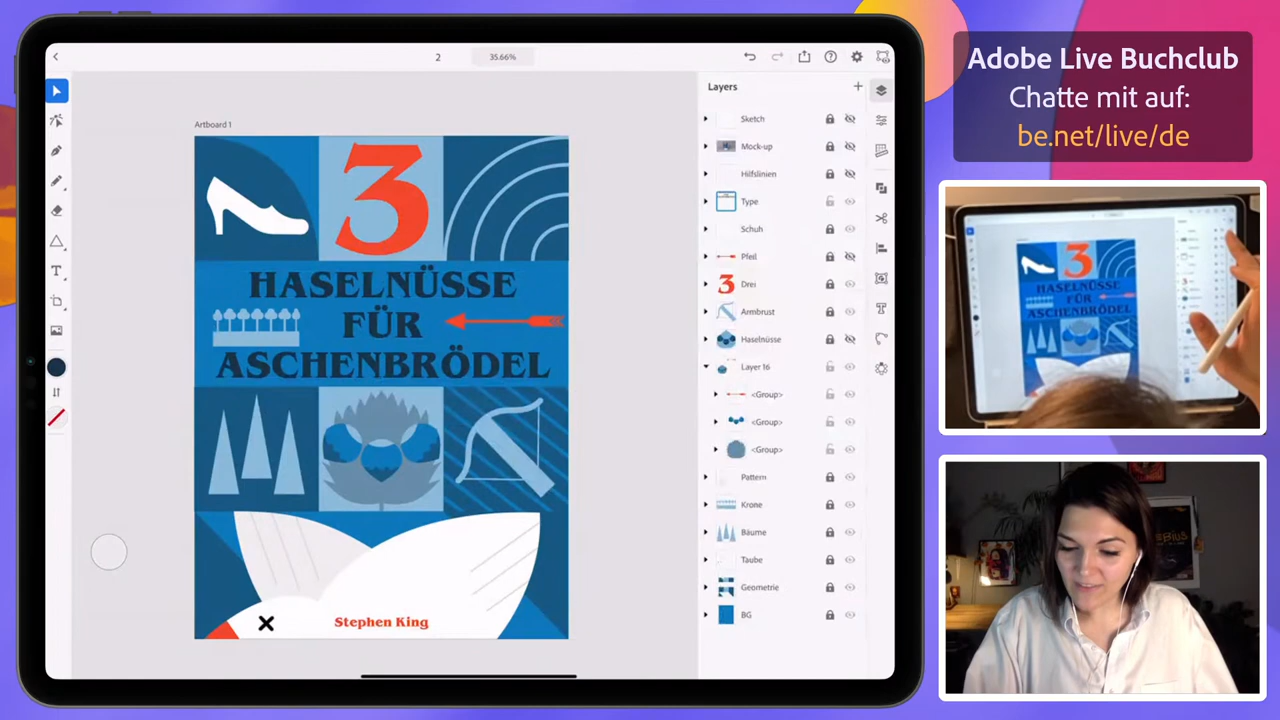 Adobe Live Buchclub
Chatte mit auf:
be.net/live/de
2
35.66%
Artboard 1
3
HASELNÜSSE
FÜR
ASCHENBRÖDEL
Stephen King
Layers
Sketch
Mock-up
Hilfslinien
Type
Schuh
Pfeil
Drei
Armbrust
Haselnüsse
Layer 16
<Group>
<Group>
<Group>
Pattern
Krone
Bäume
Taube
Geometrie
BG